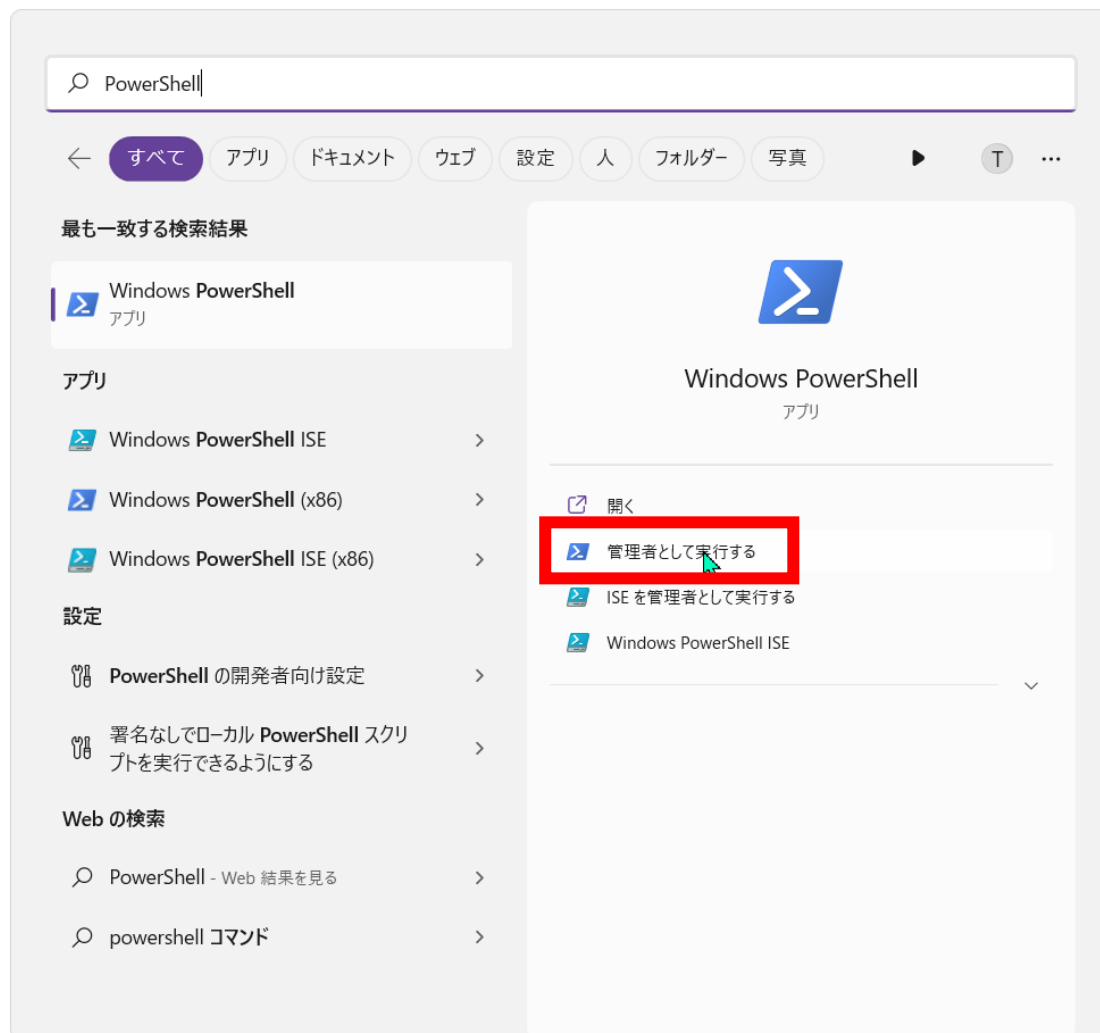 PowerShell
すべて アプリ ドキュメント ウェブ 設定 人 フォルダー 写真 T ...
最も一致する検索結果
Windows PowerShell
アプリ
アプリ
Windows PowerShell ISE
Windows PowerShell (x86)
Windows PowerShell ISE (x86)
設定
PowerShell の開発者向け設定
署名なしでローカル PowerShell スクリ
プトを実行できるようにする
Web の検索
PowerShell - Web 結果を見る
powershell コマンド
Windows PowerShell
アプリ
開く
管理者として実行する
ISE を管理者として実行する
Windows PowerShell ISE